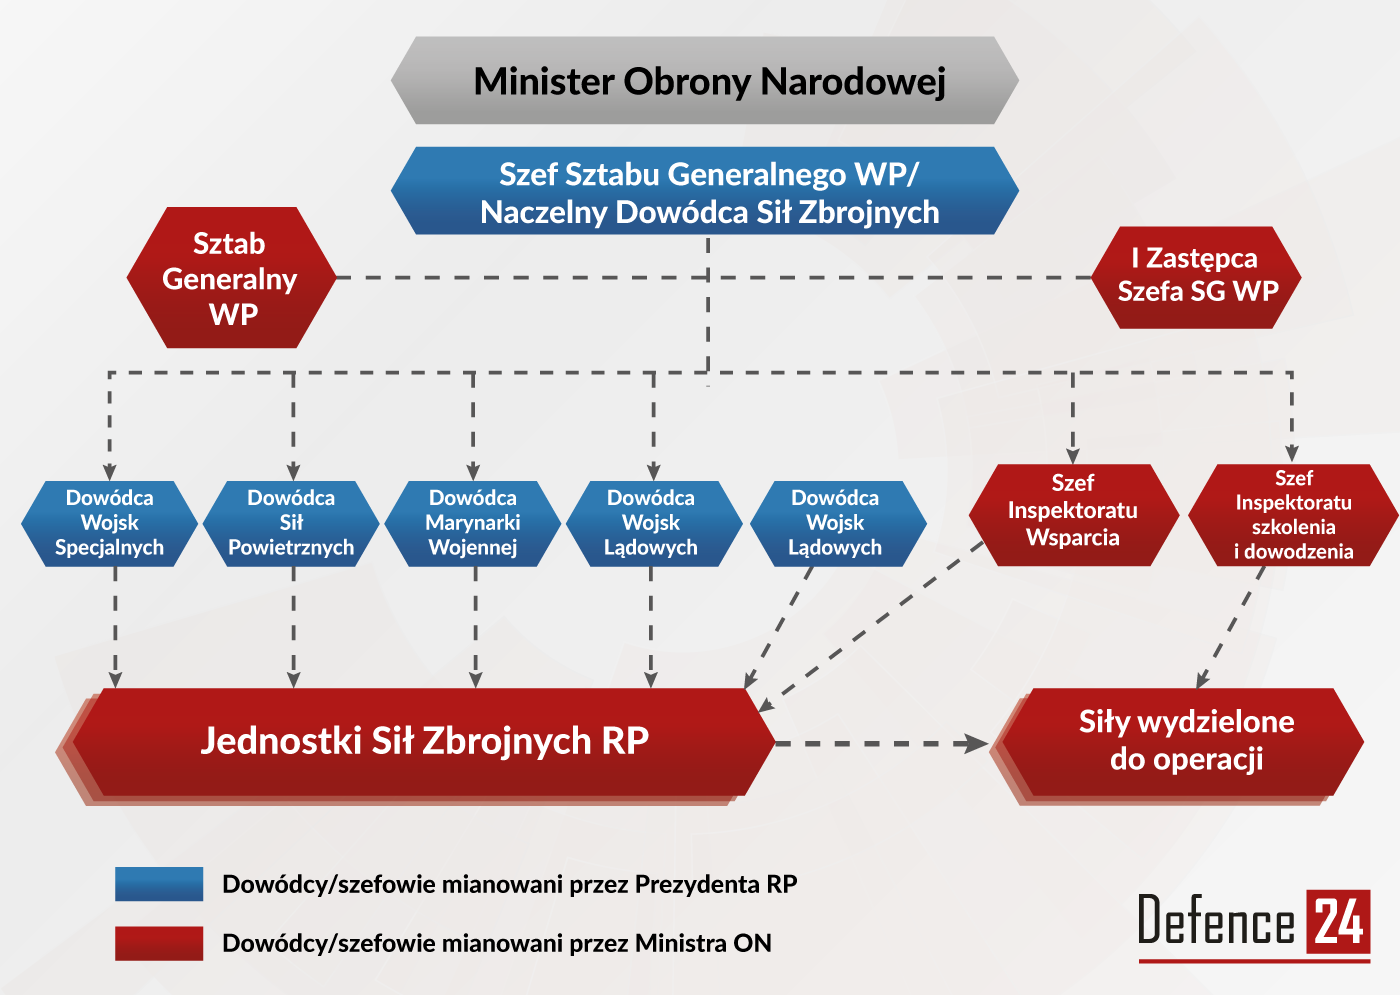 Minister Obrony Narodowej
Szef Sztabu Generalnego WP/
Naczelny Dowódca Sił Zbrojnych
Sztab
Generalny
WP
I Zastępca
Szefa SG WP
Dowódca
Wojsk
Specjalnych
Dowódca
Sił
Powietrznych
Dowódca
Marynarki
Wojennej
Dowódca
Wojsk
Lądowych
Dowódca
Wojsk
Lądowych
Szef
Inspektoratu
Wsparcia
Szef
Inspektoratu
szkolenia
i dowodzenia
Jednostki Sił Zbrojnych RP
Siły wydzielone
do operacji
Dowódcy/szefowie mianowani przez Prezydenta RP
Dowódcy/szefowie mianowani przez Ministra ON
Defence 24